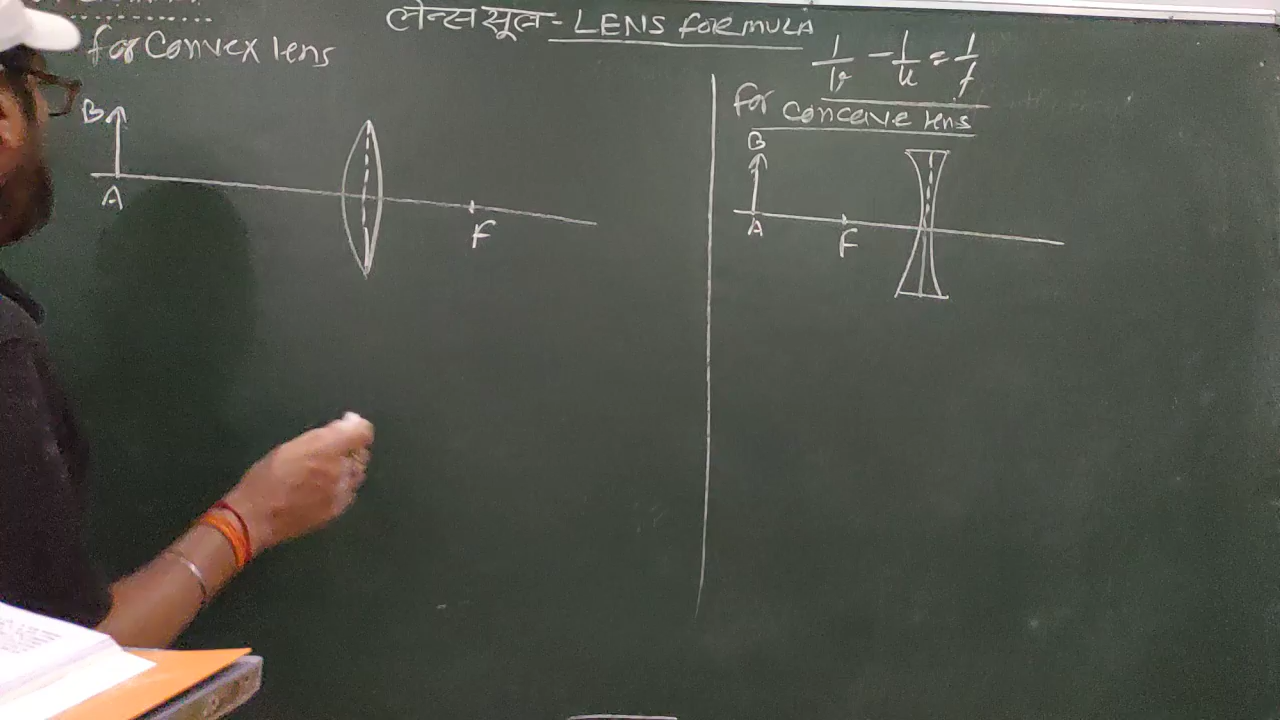 लेन्स सूत्र - LENS FORMULA
for Convex lens
B
A
F
1/v - 1/u = 1/f
for concave lens
B
A
F